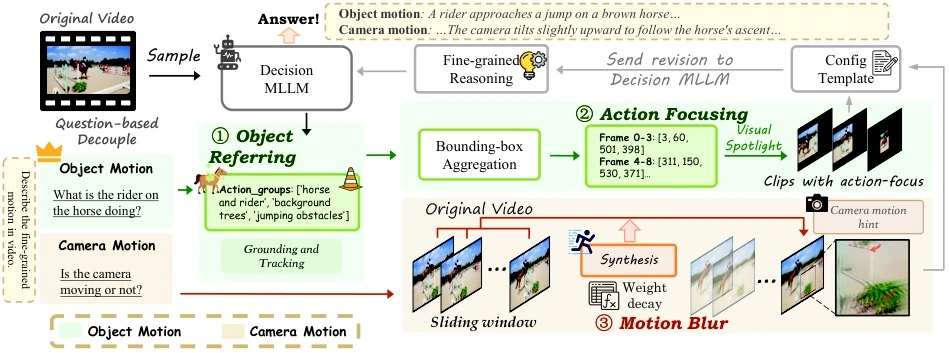 Original Video
Sample
Answer!
Object motion: A rider approaches a jump on a brown horse…
Camera motion: …The camera tilts slightly upward to follow the horse's ascent…
Decision
MLLM
Fine-grained
Reasoning
Send revision to
Decision MLLM
Config
Template
Question-based
Decouple
Describe the fine-grained
motion in video.
Object Motion
What is the rider on
the horse doing?
Camera Motion
Is the camera
moving or not?
① Object
Referring
Action_groups: ['horse
and rider', 'background
trees', 'jumping obstacles']
Grounding and
Tracking
② Action Focusing
Bounding-box
Aggregation
Frame 0-3: [3, 60,
501, 398]
Frame 4-8: [311, 150,
530, 371]…
Visual
Spotlight
Clips with action-focus
Original Video
Sliding window
Synthesis
Weight
decay
③ Motion Blur
Camera motion
hint
Object Motion
Camera Motion